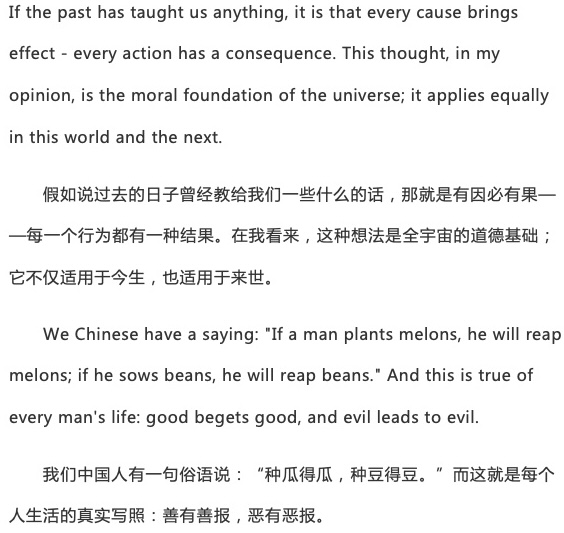 If the past has taught us anything, it is that every cause brings
effect - every action has a consequence. This thought, in my
opinion, is the moral foundation of the universe; it applies equally
in this world and the next.
假如说过去的日子曾经教给我们一些什么的话，那就是有因必有果—
—每一个行为都有一种结果。在我看来，这种想法是全宇宙的道德基础；
它不仅适用于今生，也适用于来世。
We Chinese have a saying: "If a man plants melons, he will reap
melons; if he sows beans, he will reap beans." And this is true of
every man's life: good begets good, and evil leads to evil.
我们中国人有一句俗语说：“种瓜得瓜，种豆得豆。”而这就是每个
人生活的真实写照：善有善报，恶有恶报。